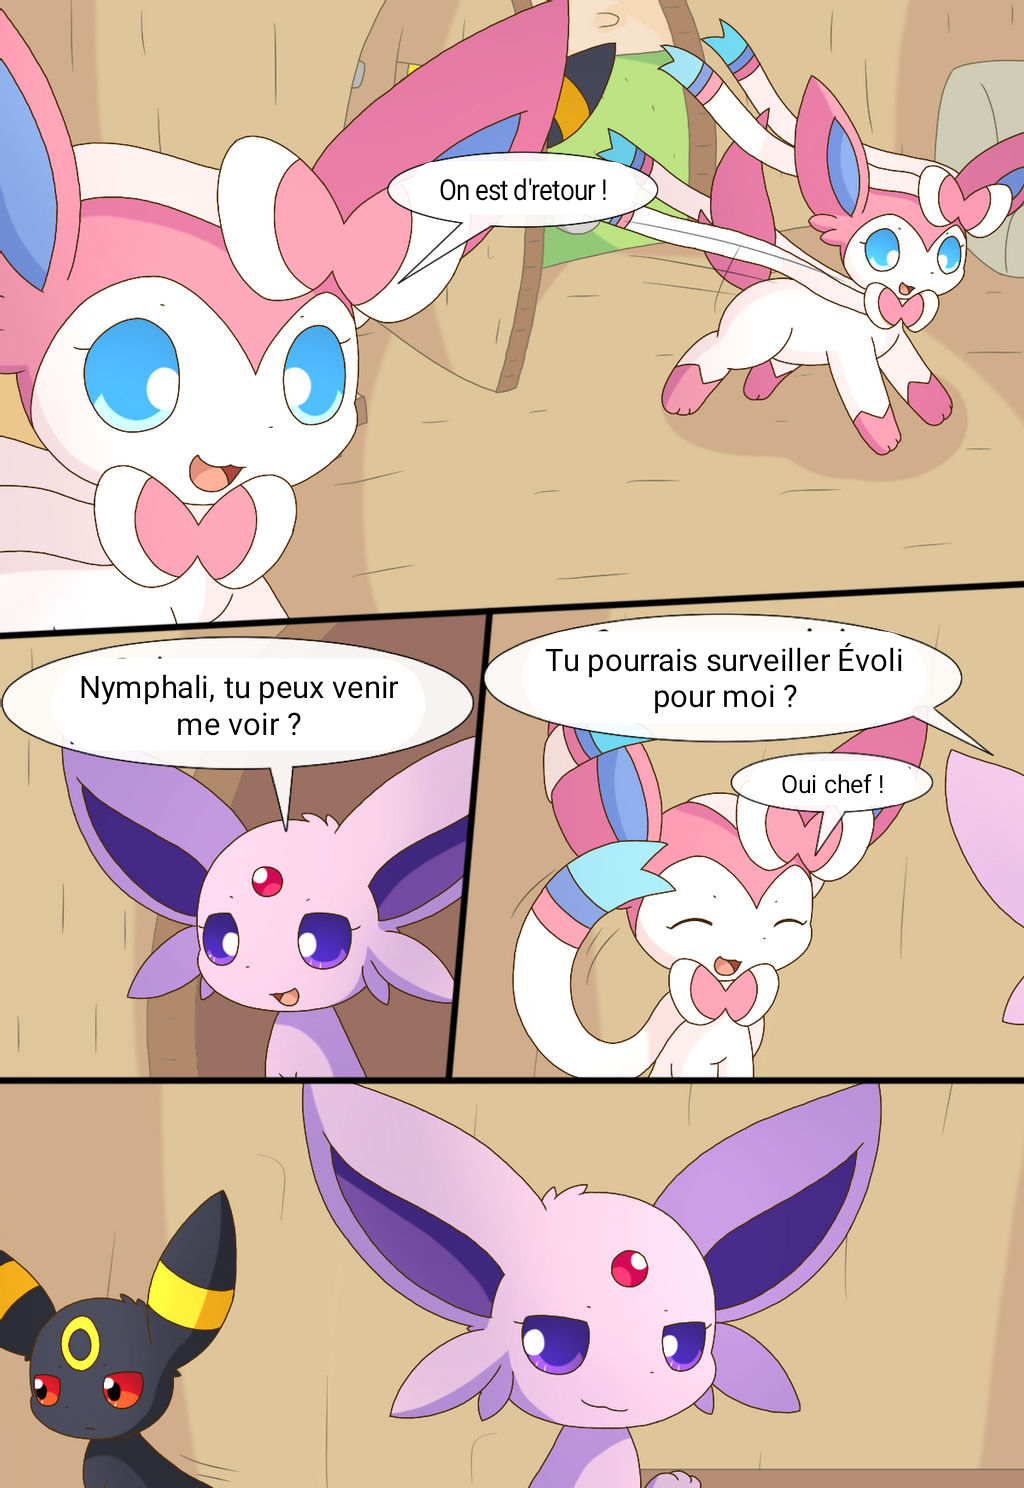 On est d'retour !
Nymphali, tu peux venir
me voir ?
Tu pourrais surveiller Évoli
pour moi ?
Oui chef !